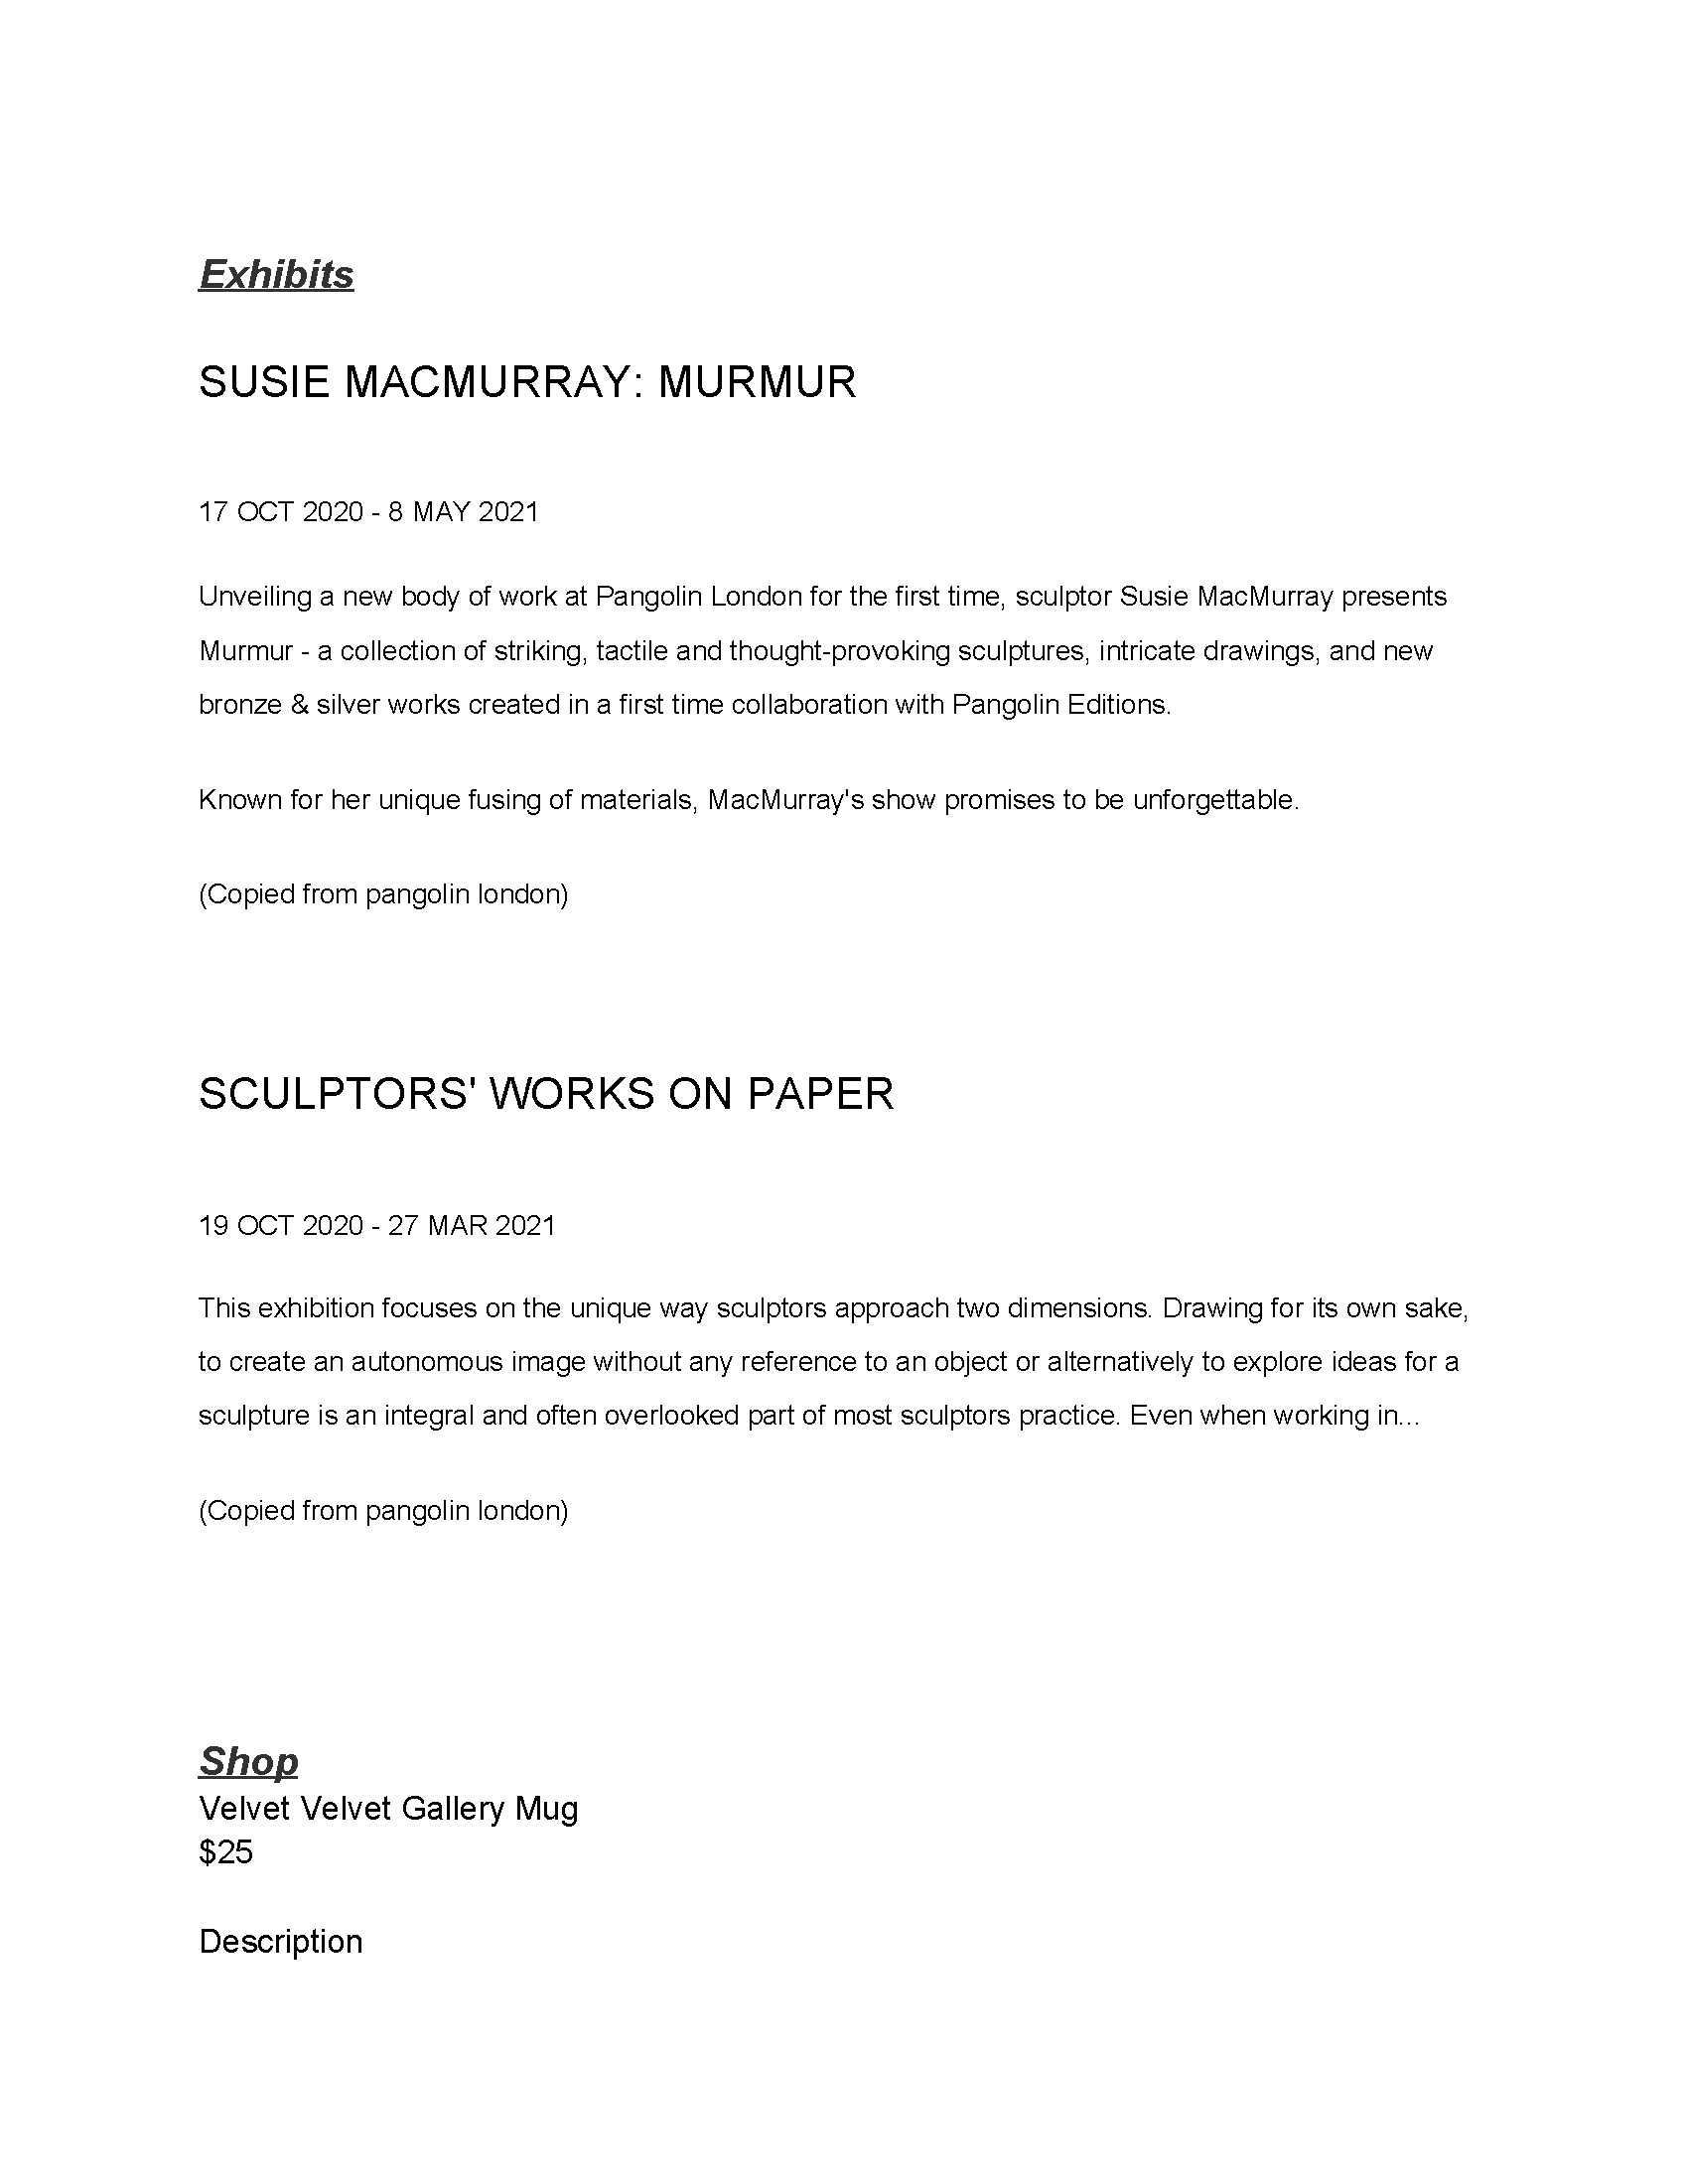 Exhibits
SUSIE MACMURRAY: MURMUR
17 OCT 2020 - 8 MAY 2021
Unveiling a new body of work at Pangolin London for the first time, sculptor Susie MacMurray presents
Murmur - a collection of striking, tactile and thought-provoking sculptures, intricate drawings, and new
bronze & silver works created in a first time collaboration with Pangolin Editions.
Known for her unique fusing of materials, MacMurray's show promises to be unforgettable.
(Copied from pangolin london)
SCULPTORS' WORKS ON PAPER
19 OCT 2020 - 27 MAR 2021
This exhibition focuses on the unique way sculptors approach two dimensions. Drawing for its own sake,
to create an autonomous image without any reference to an object or alternatively to explore ideas for a
sculpture is an integral and often overlooked part of most sculptors practice. Even when working in...
(Copied from pangolin london)
Shop
Velvet Velvet Gallery Mug
$25
Description